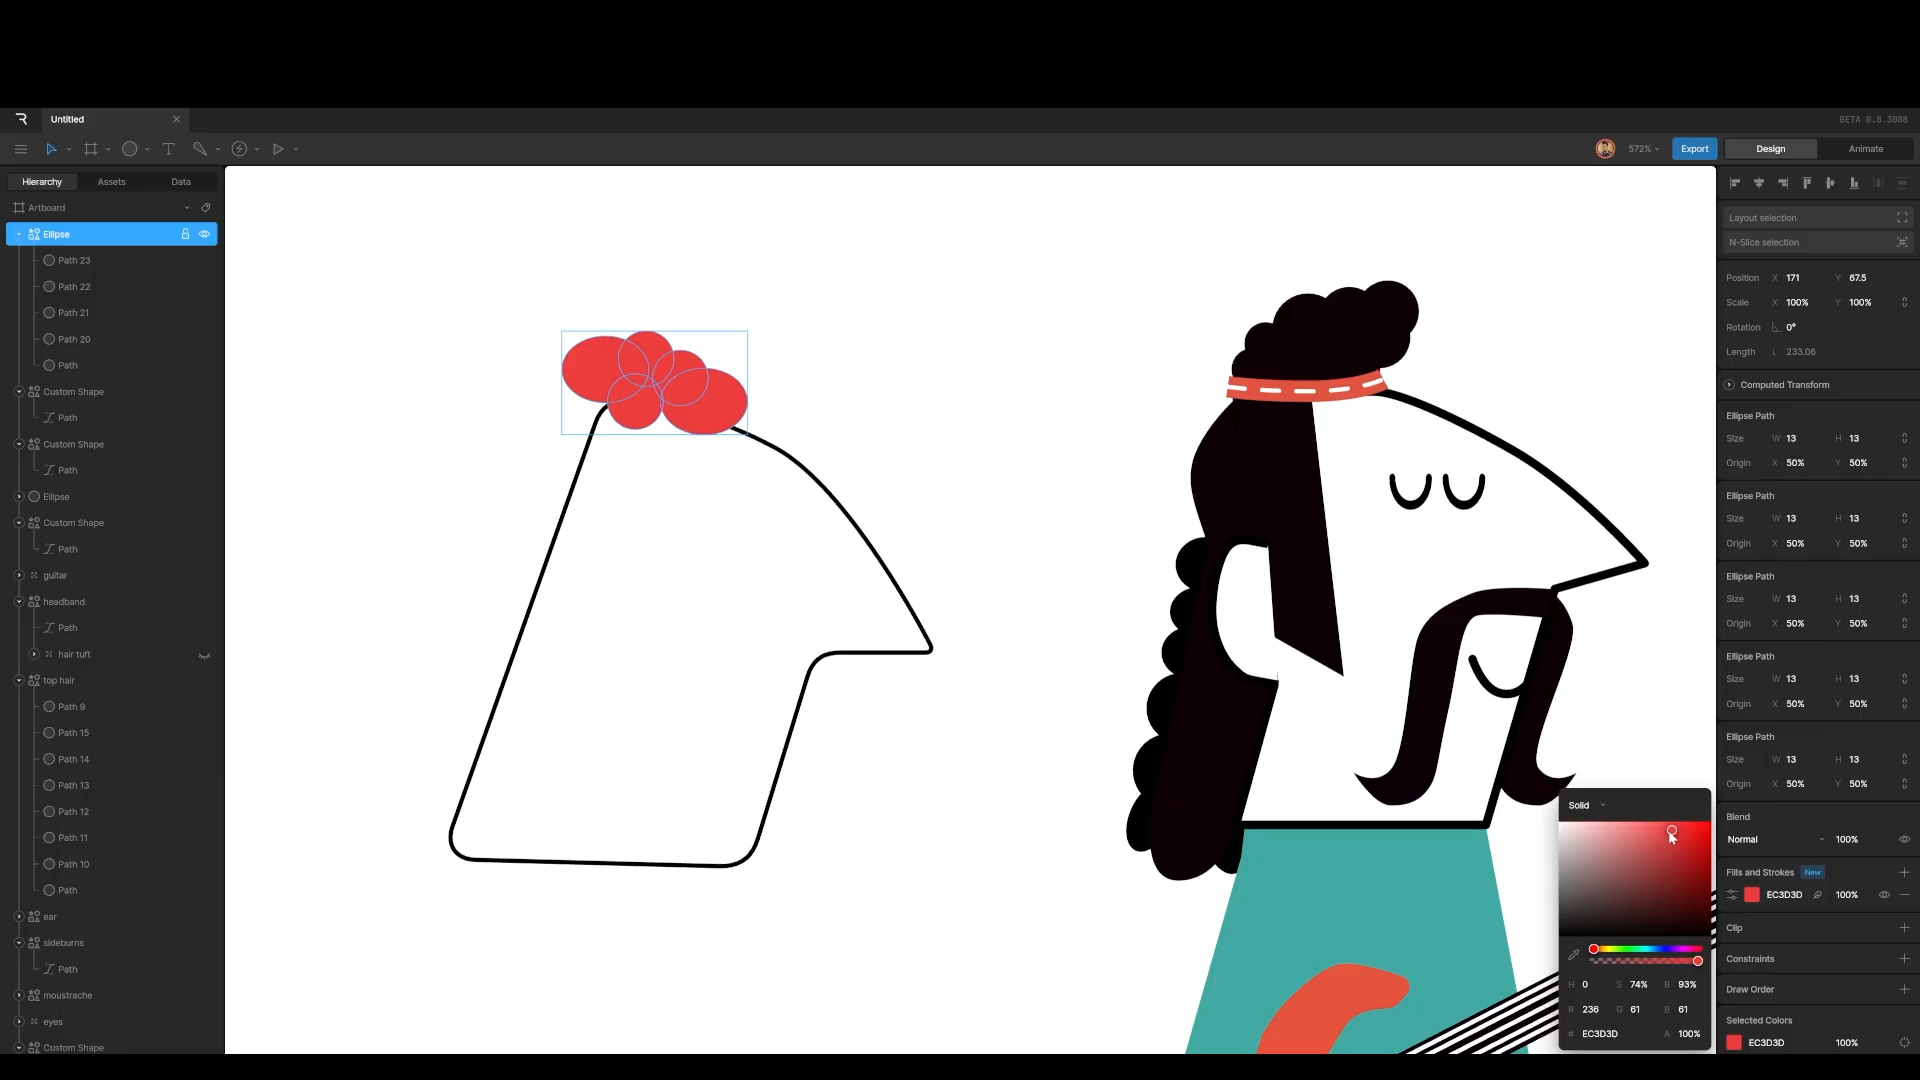 Untitled
BETA 0.8.3088
572%
Export
Design
Animate
Hierarchy
Assets
Data
Artboard
Ellipse
Path 23
Path 22
Path 21
Path 20
Path
Custom Shape
Path
Custom Shape
Path
Ellipse
Custom Shape
Path
guitar
headband
Path
hair tuft
top hair
Path 9
Path 15
Path 14
Path 13
Path 12
Path 11
Path 10
Path
ear
sideburns
Path
moustache
eyes
Custom Shape
Layout selection
N-Slice selection
Position X 171 Y 67.5
Scale X 100% Y 100%
Rotation 0°
Length L 233.06
Computed Transform
Ellipse Path
Size W 13 H 13
Origin X 50% Y 50%
Ellipse Path
Size W 13 H 13
Origin X 50% Y 50%
Ellipse Path
Size W 13 H 13
Origin X 50% Y 50%
Ellipse Path
Size W 13 H 13
Origin X 50% Y 50%
Ellipse Path
Size W 13 H 13
Origin X 50% Y 50%
Blend
Normal 100%
Fills and Strokes New
EC3D3D 100%
Clip
Constraints
Draw Order
Selected Colors
EC3D3D 100%
Solid
H 0 S 74% B 93%
R 236 G 61 B 61
# EC3D3D A 100%